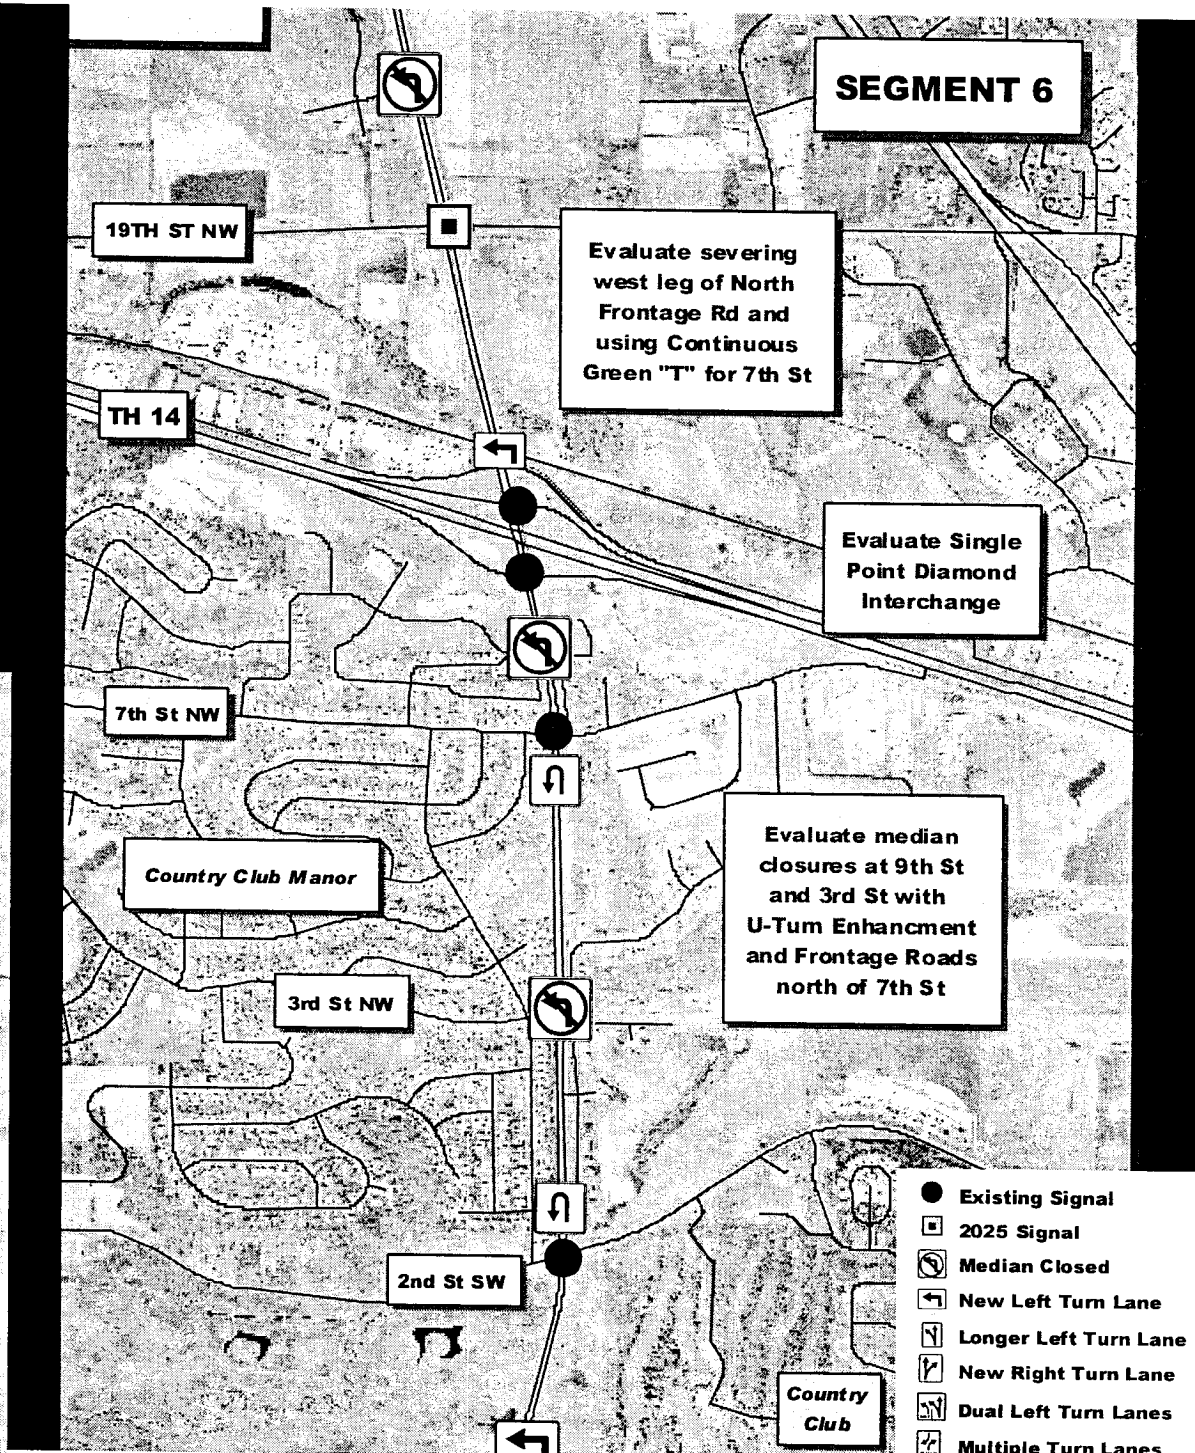 SEGMENT 6
19TH ST NW
Evaluate severing
west leg of North
Frontage Rd and
using Continuous
Green "T" for 7th St
TH 14
Evaluate Single
Point Diamond
Interchange
7th St NW
Evaluate median
closures at 9th St
and 3rd St with
U-Turn Enhancment
and Frontage Roads
north of 7th St
Country Club Manor
3rd St NW
2nd St SW
Country
Club
Existing Signal
2025 Signal
Median Closed
New Left Turn Lane
Longer Left Turn Lane
New Right Turn Lane
Dual Left Turn Lanes
Multiple Turn Lanes